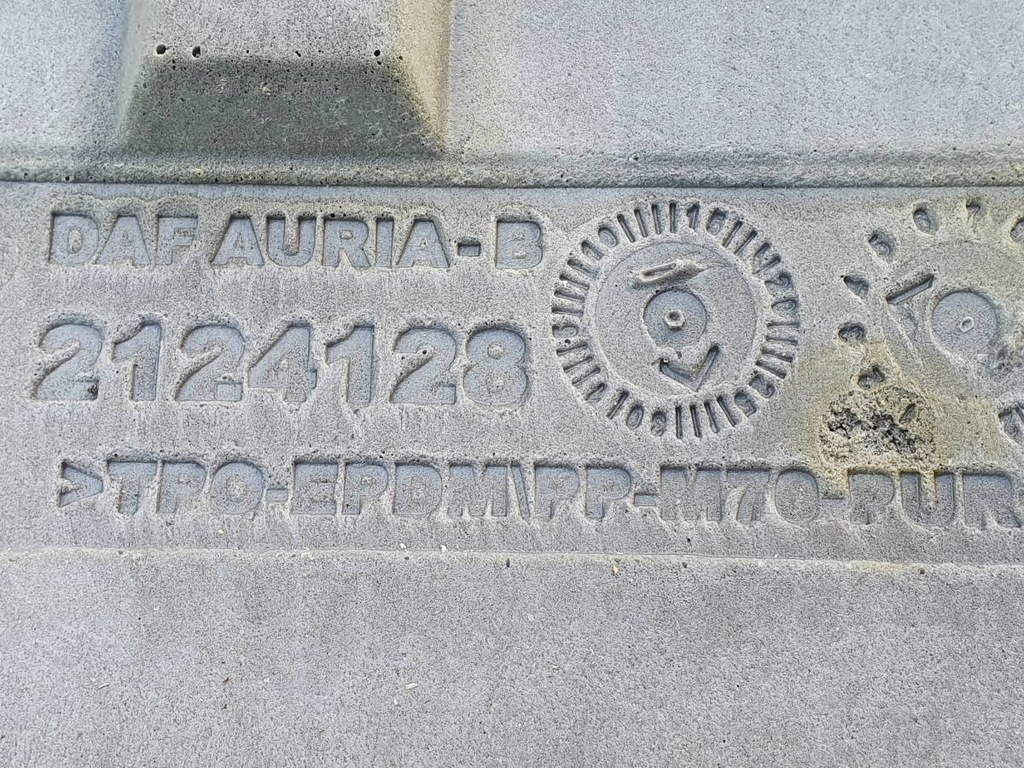 DAF AURIA-B
2124128
>TPO-EPDM\PP-M70-PUR